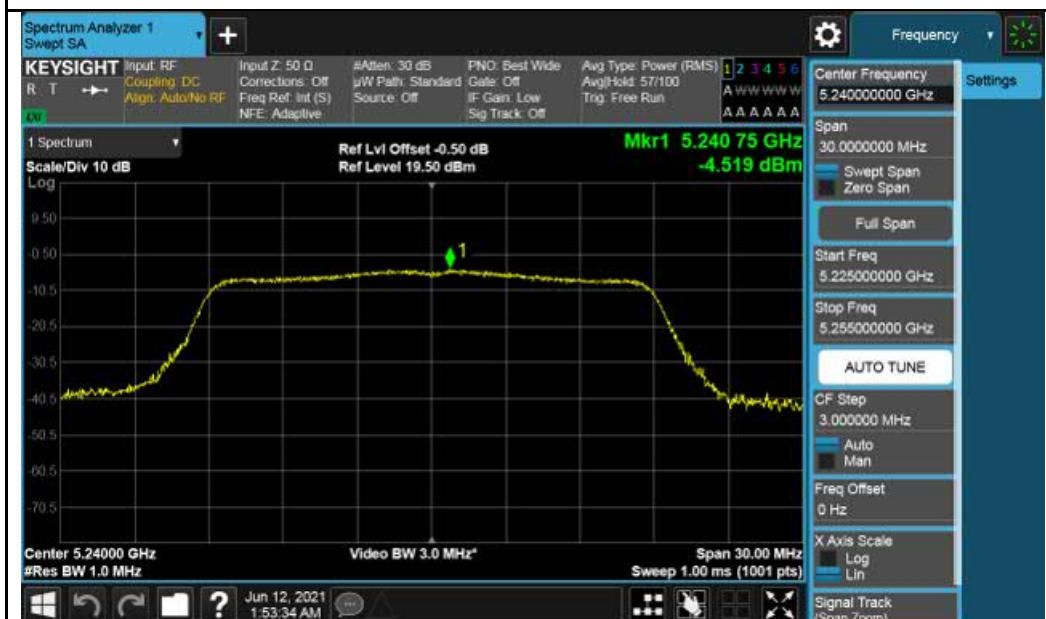 Spectrum Analyzer 1
Swept SA
+
Frequency
KEYSIGHT
R T
Input: RF
Coupling: DC
Align: Auto/No RF
Input Z: 50 Ω
Corrections: Off
Freq Ref: Int (S)
NFE: Adaptive
#Atten: 30 dB
µW Path: Standard
Source: Off
PNO: Best Wide
Gate: Off
IF Gain: Low
Sig Track: Off
Avg Type: Power (RMS)
Avg|Hold: 57/100
Trig: Free Run
1 2 3 4 5 6
A W W W W W
A A A A A A
Center Frequency
5.240000000 GHz
Settings
1 Spectrum
Scale/Div 10 dB
Ref Lvl Offset -0.50 dB
Ref Level 19.50 dBm
Mkr1 5.240 75 GHz
-4.519 dBm
Log
9.50
-0.50
-10.5
-20.5
-30.5
-40.5
-50.5
-60.5
-70.5
1
Span
30.0000000 MHz
Swept Span
Zero Span
Full Span
Start Freq
5.225000000 GHz
Stop Freq
5.255000000 GHz
AUTO TUNE
CF Step
3.000000 MHz
Auto
Man
Freq Offset
0 Hz
X Axis Scale
Log
Lin
Signal Track
(Span Zoom)
Center 5.24000 GHz
#Res BW 1.0 MHz
Video BW 3.0 MHz*
Span 30.00 MHz
Sweep 1.00 ms (1001 pts)
?
Jun 12, 2021
1:53:34 AM